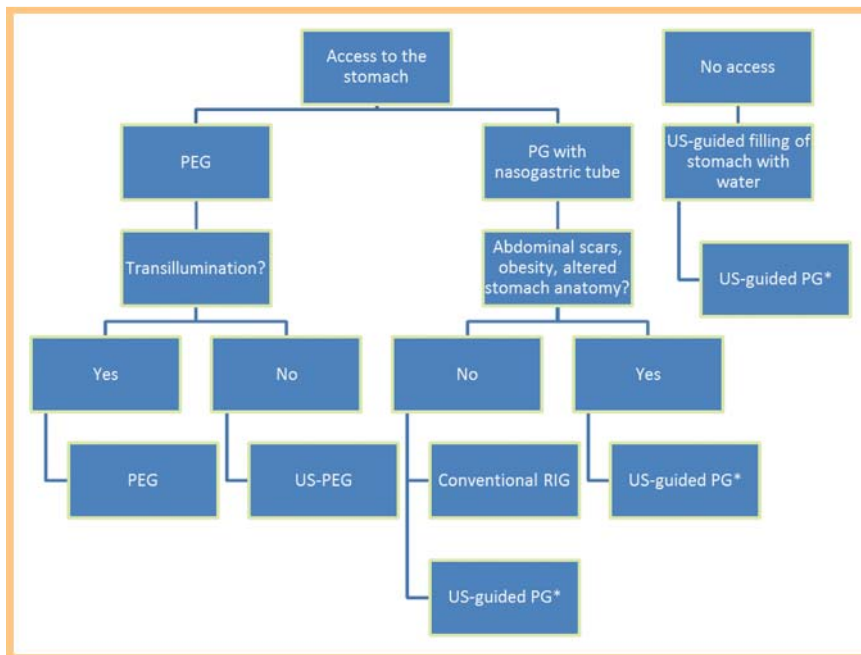 Access to the
stomach
No access
PEG
PG with
nasogastric tube
US-guided filling of
stomach with
water
Transillumination?
Abdominal scars,
obesity, altered
stomach anatomy?
US-guided PG*
Yes
No
No
Yes
PEG
US-PEG
Conventional RIG
US-guided PG*
US-guided PG*